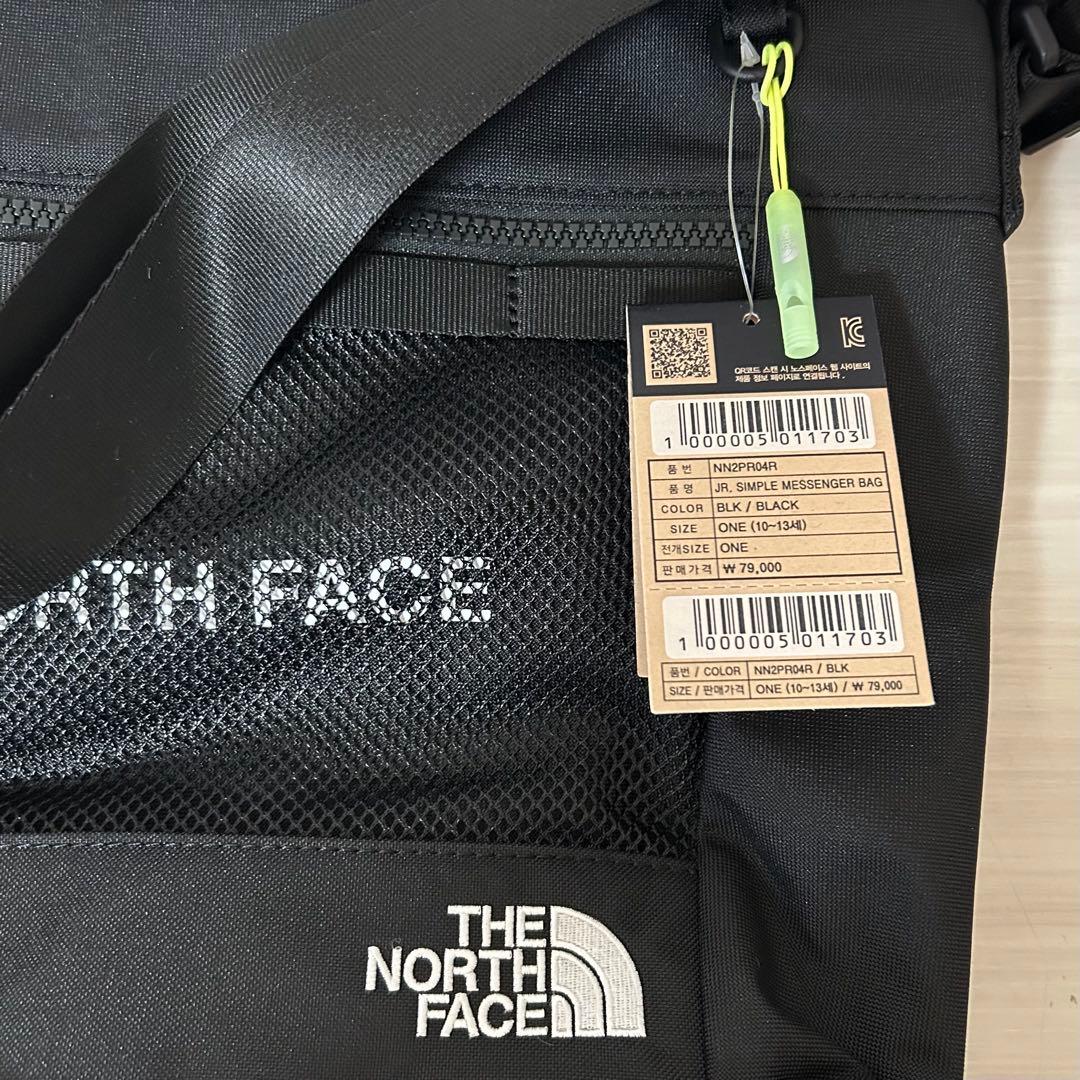 QR코드 스캔 시 노스페이스 웹 사이트의
제품 정보 페이지로 연결됩니다.
1 000005 011703
품 번 NN2PR04R
품 명 JR. SIMPLE MESSENGER BAG
COLOR BLK / BLACK
SIZE ONE (10~13세)
전개SIZE ONE
판 매 가 격 ₩ 79,000
1 000005 011703
품번 / COLOR NN2PR04R / BLK
SIZE / 판매가격 ONE (10~13세) / ₩ 79,000
RTH FACE
THE
NORTH
FACE